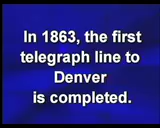 In 1863, the first
telegraph line to
Denver
is completed.